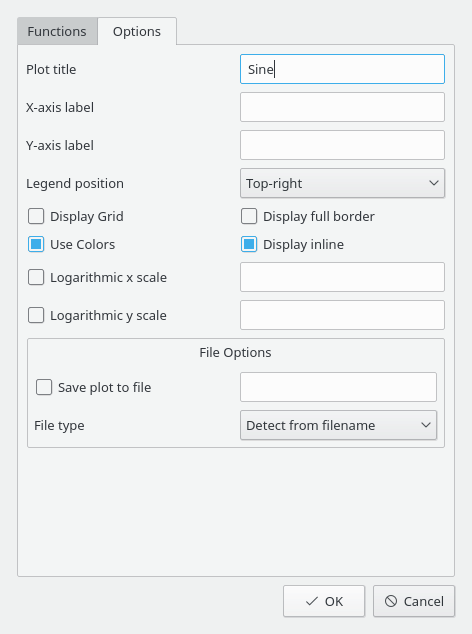 Functions Options
Plot title Sine
X-axis label
Y-axis label
Legend position Top-right
Display Grid Display full border
Use Colors Display inline
Logarithmic x scale
Logarithmic y scale
File Options
Save plot to file
File type Detect from filename
OK Cancel